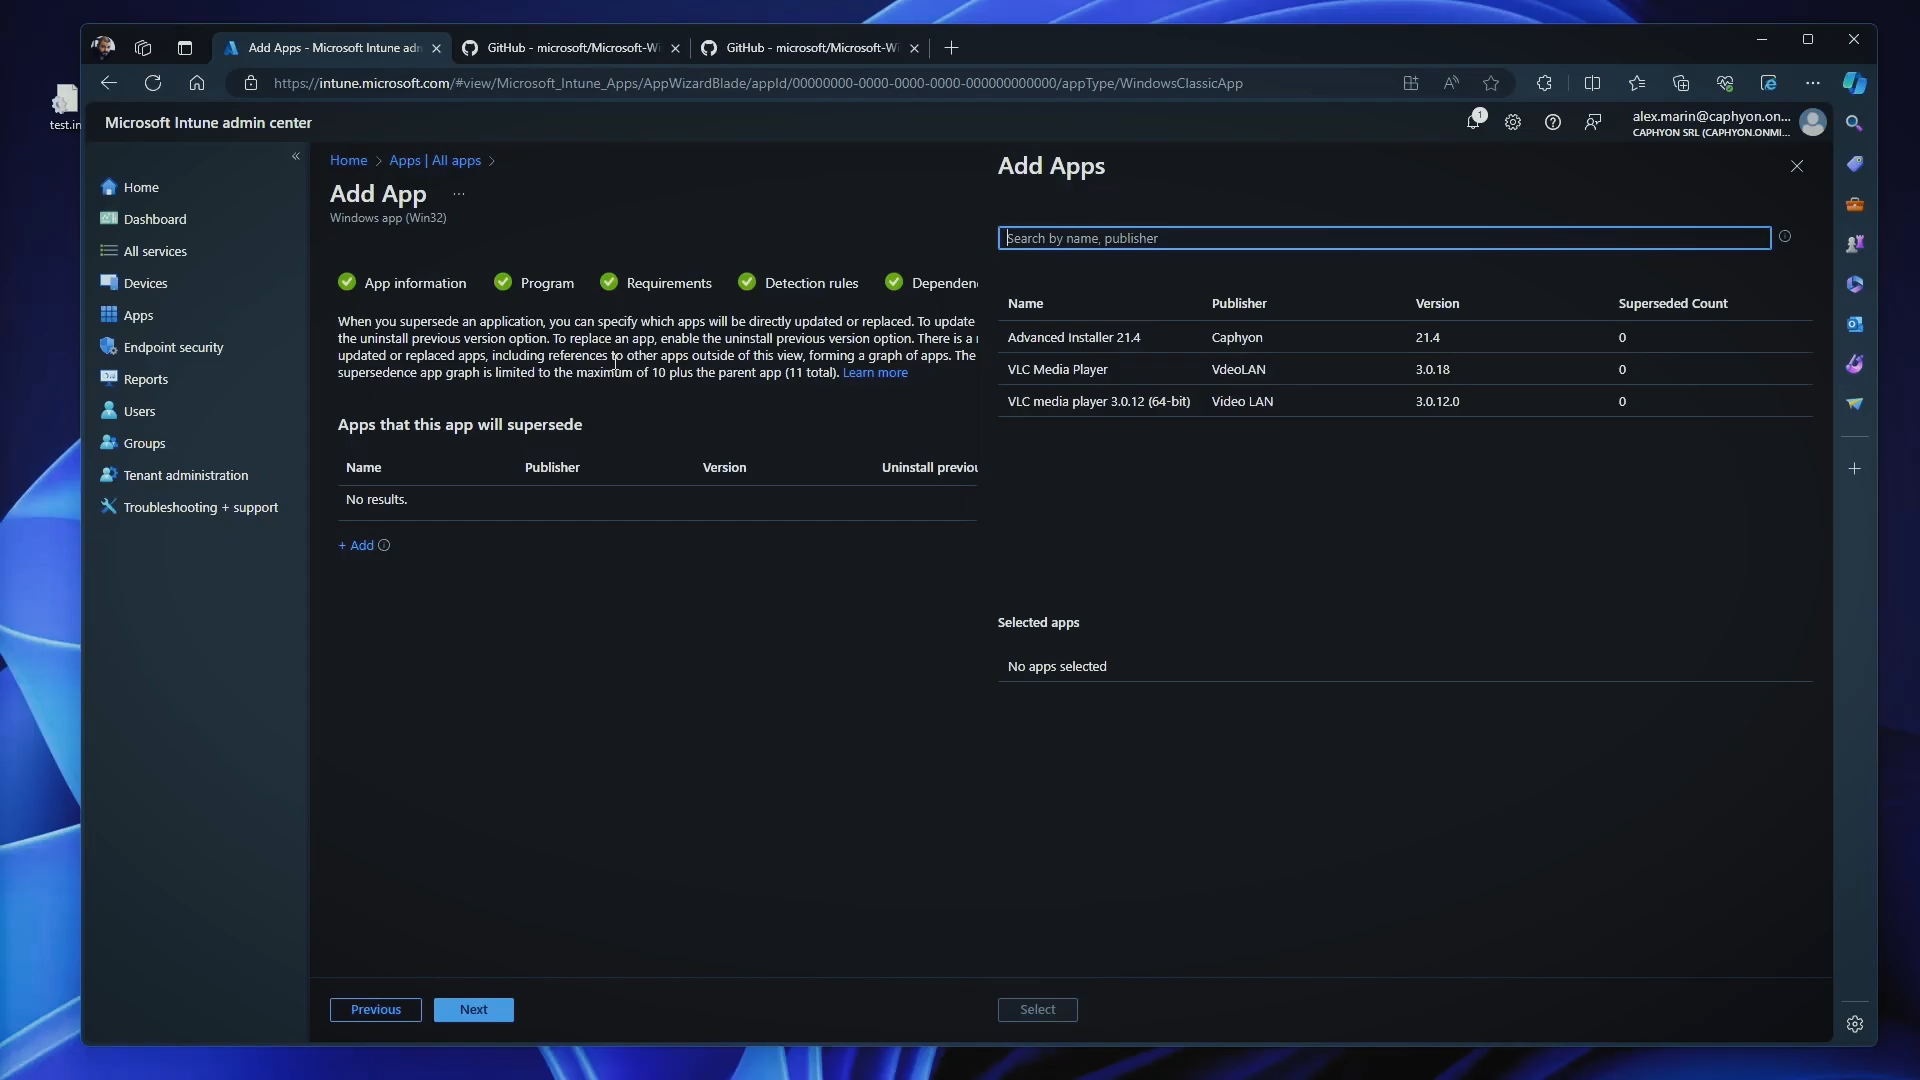 Add Apps - Microsoft Intune adm
GitHub - microsoft/Microsoft-Wi
GitHub - microsoft/Microsoft-Wi
https://intune.microsoft.com/#view/Microsoft_Intune_Apps/AppWizardBlade/appId/00000000-0000-0000-0000-000000000000/appType/WindowsClassicApp
test.in
Microsoft Intune admin center
1
alex.marin@caphyon.on...
CAPHYON SRL (CAPHYON.ONMI...
Home
Dashboard
All services
Devices
Apps
Endpoint security
Reports
Users
Groups
Tenant administration
Troubleshooting + support
Home > Apps | All apps >
Add App ...
Windows app (Win32)
App information
Program
Requirements
Detection rules
Dependen
When you supersede an application, you can specify which apps will be directly updated or replaced. To update
the uninstall previous version option. To replace an app, enable the uninstall previous version option. There is a
updated or replaced apps, including references to other apps outside of this view, forming a graph of apps. The
supersedence app graph is limited to the maximum of 10 plus the parent app (11 total). Learn more
Apps that this app will supersede
Name Publisher Version Uninstall previou
No results.
+ Add
Previous
Next
Add Apps
Search by name, publisher
Name Publisher Version Superseded Count
Advanced Installer 21.4 Caphyon 21.4 0
VLC Media Player VdeoLAN 3.0.18 0
VLC media player 3.0.12 (64-bit) Video LAN 3.0.12.0 0
Selected apps
No apps selected
Select